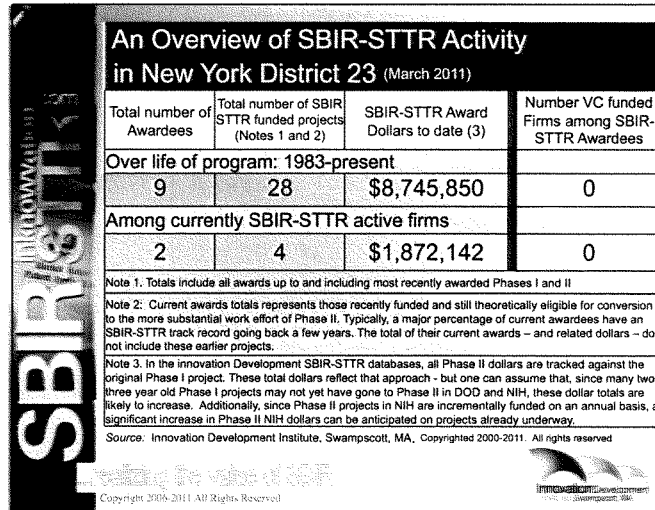 An Overview of SBIR-STTR Activity
in New York District 23 (March 2011)
Total number of
Awardees
Total number of SBIR
STTR funded projects
(Notes 1 and 2)
SBIR-STTR Award
Dollars to date (3)
Number VC funded
Firms among SBIR-
STTR Awardees
Over life of program: 1983-present
9 28 $8,745,850 0
Among currently SBIR-STTR active firms
2 4 $1,872,142 0
Note 1. Totals include all awards up to and including most recently awarded Phases I and II
Note 2: Current awards totals represents those recently funded and still theoretically eligible for conversion
to the more substantial work effort of Phase II. Typically, a major percentage of current awardees have an
SBIR-STTR track record going back a few years. The total of their current awards – and related dollars – do
not include these earlier projects.
Note 3. In the innovation Development SBIR-STTR databases, all Phase II dollars are tracked against the
original Phase I project. These total dollars reflect that approach - but one can assume that, since many two
three year old Phase I projects may not yet have gone to Phase II in DOD and NIH, these dollar totals are
likely to increase. Additionally, since Phase II projects in NIH are incrementally funded on an annual basis, a
significant increase in Phase II NIH dollars can be anticipated on projects already underway.
Source: Innovation Development Institute, Swampscott, MA. Copyrighted 2000-2011. All rights reserved
SBIR&STTR
inknowvation
the value of SBIR
Copyright 2006-2011 All Rights Reserved
innovationDevelopment
Swampscott, MA